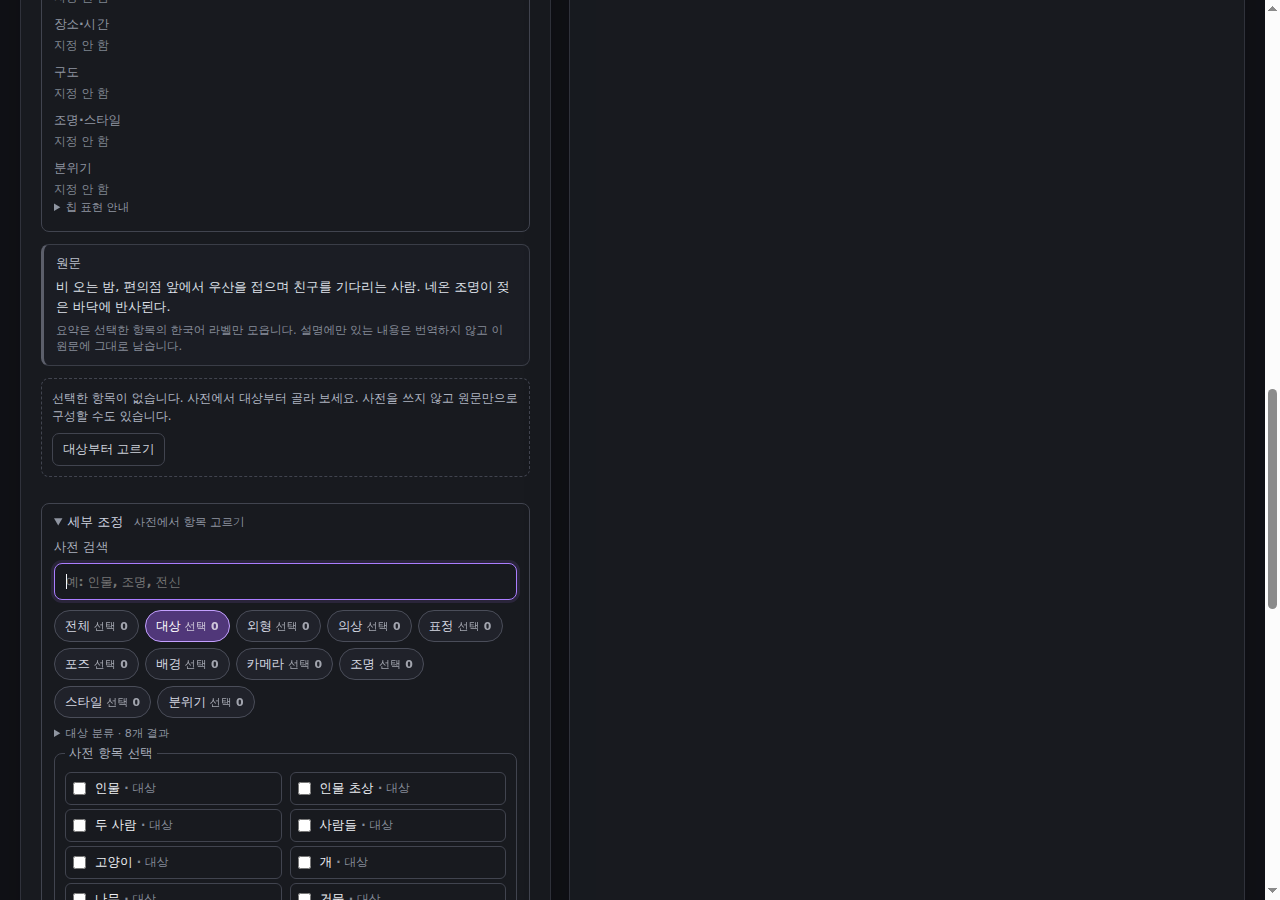 장소·시간
지정 안 함
구도
지정 안 함
조명·스타일
지정 안 함
분위기
지정 안 함
▶ 칩 표현 안내
원문
비 오는 밤, 편의점 앞에서 우산을 접으며 친구를 기다리는 사람. 네온 조명이 젖
은 바닥에 반사된다.
요약은 선택한 항목의 한국어 라벨만 모읍니다. 설명에만 있는 내용은 번역하지 않고 이
원문에 그대로 남습니다.
선택한 항목이 없습니다. 사전에서 대상부터 골라 보세요. 사전을 쓰지 않고 원문만으로
구성할 수도 있습니다.
대상부터 고르기
▼ 세부 조정 사전에서 항목 고르기
사전 검색
예: 인물, 조명, 전신
전체 선택 0 대상 선택 0 외형 선택 0 의상 선택 0 표정 선택 0
포즈 선택 0 배경 선택 0 카메라 선택 0 조명 선택 0
스타일 선택 0 분위기 선택 0
▶ 대상 분류 · 8개 결과
사전 항목 선택
인물 · 대상 인물 초상 · 대상
두 사람 · 대상 사람들 · 대상
고양이 · 대상 개 · 대상